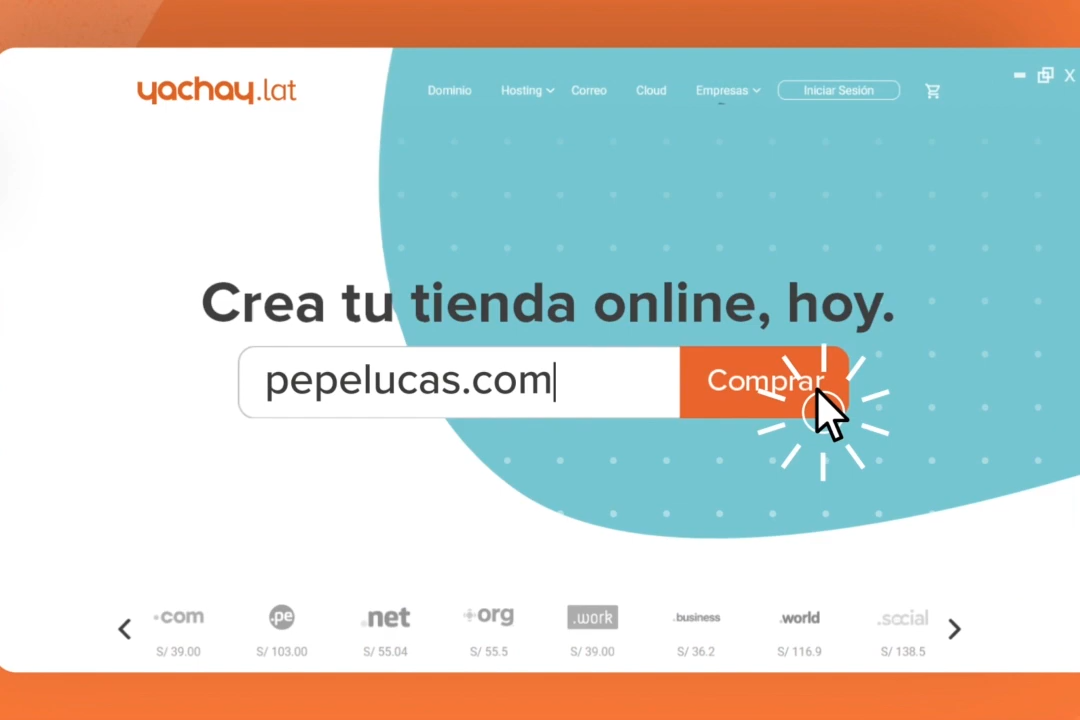 yachay.lat
Dominio Hosting Correo Cloud Empresas Iniciar Sesión
X
Crea tu tienda online, hoy.
pepelucas.com Comprar
.com .pe .net .org .work .business .world .social
S/ 39.00 S/ 103.00 S/ 55.04 S/ 55.5 S/ 39.00 S/ 36.2 S/ 116.9 S/ 138.5